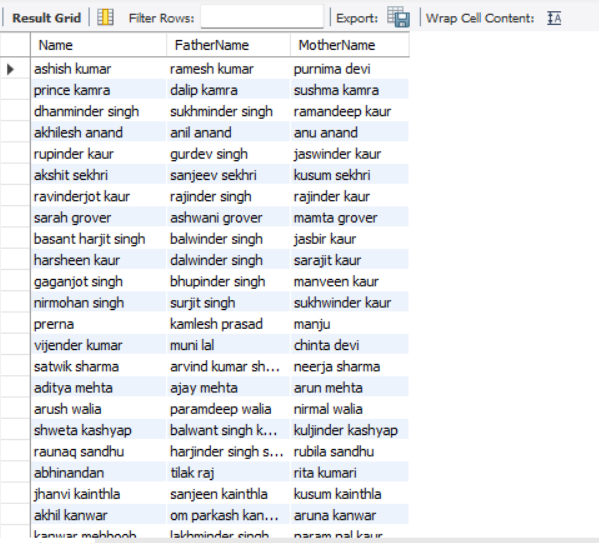 Result Grid Filter Rows: Export: Wrap Cell Content:
Name FatherName MotherName
ashish kumar ramesh kumar purnima devi
prince kamra dalip kamra sushma kamra
dhanminder singh sukhminder singh ramandeep kaur
akhilesh anand anil anand anu anand
rupinder kaur gurdev singh jaswinder kaur
akshit sekhri sanjeev sekhri kusum sekhri
ravinderjot kaur rajinder singh rajinder kaur
sarah grover ashwani grover mamta grover
basant harjit singh balwinder singh jasbir kaur
harsheen kaur dalwinder singh sarajit kaur
gaganjot singh bhupinder singh manveen kaur
nirmohan singh surjit singh sukhwinder kaur
prerna kamlesh prasad manju
vijender kumar muni lal chinta devi
satwik sharma arvind kumar sh... neerja sharma
aditya mehta ajay mehta arun mehta
arush walia paramdeep walia nirmal walia
shweta kashyap balwant singh k... kuljinder kashyap
raunaq sandhu harjinder singh s... rubila sandhu
abhinandan tilak raj rita kumari
jhanvi kainthla sanjeen kainthla kusum kainthla
akhil kanwar om parkash kan... aruna kanwar
kanwar mehboob lakhminder singh param pal kaur